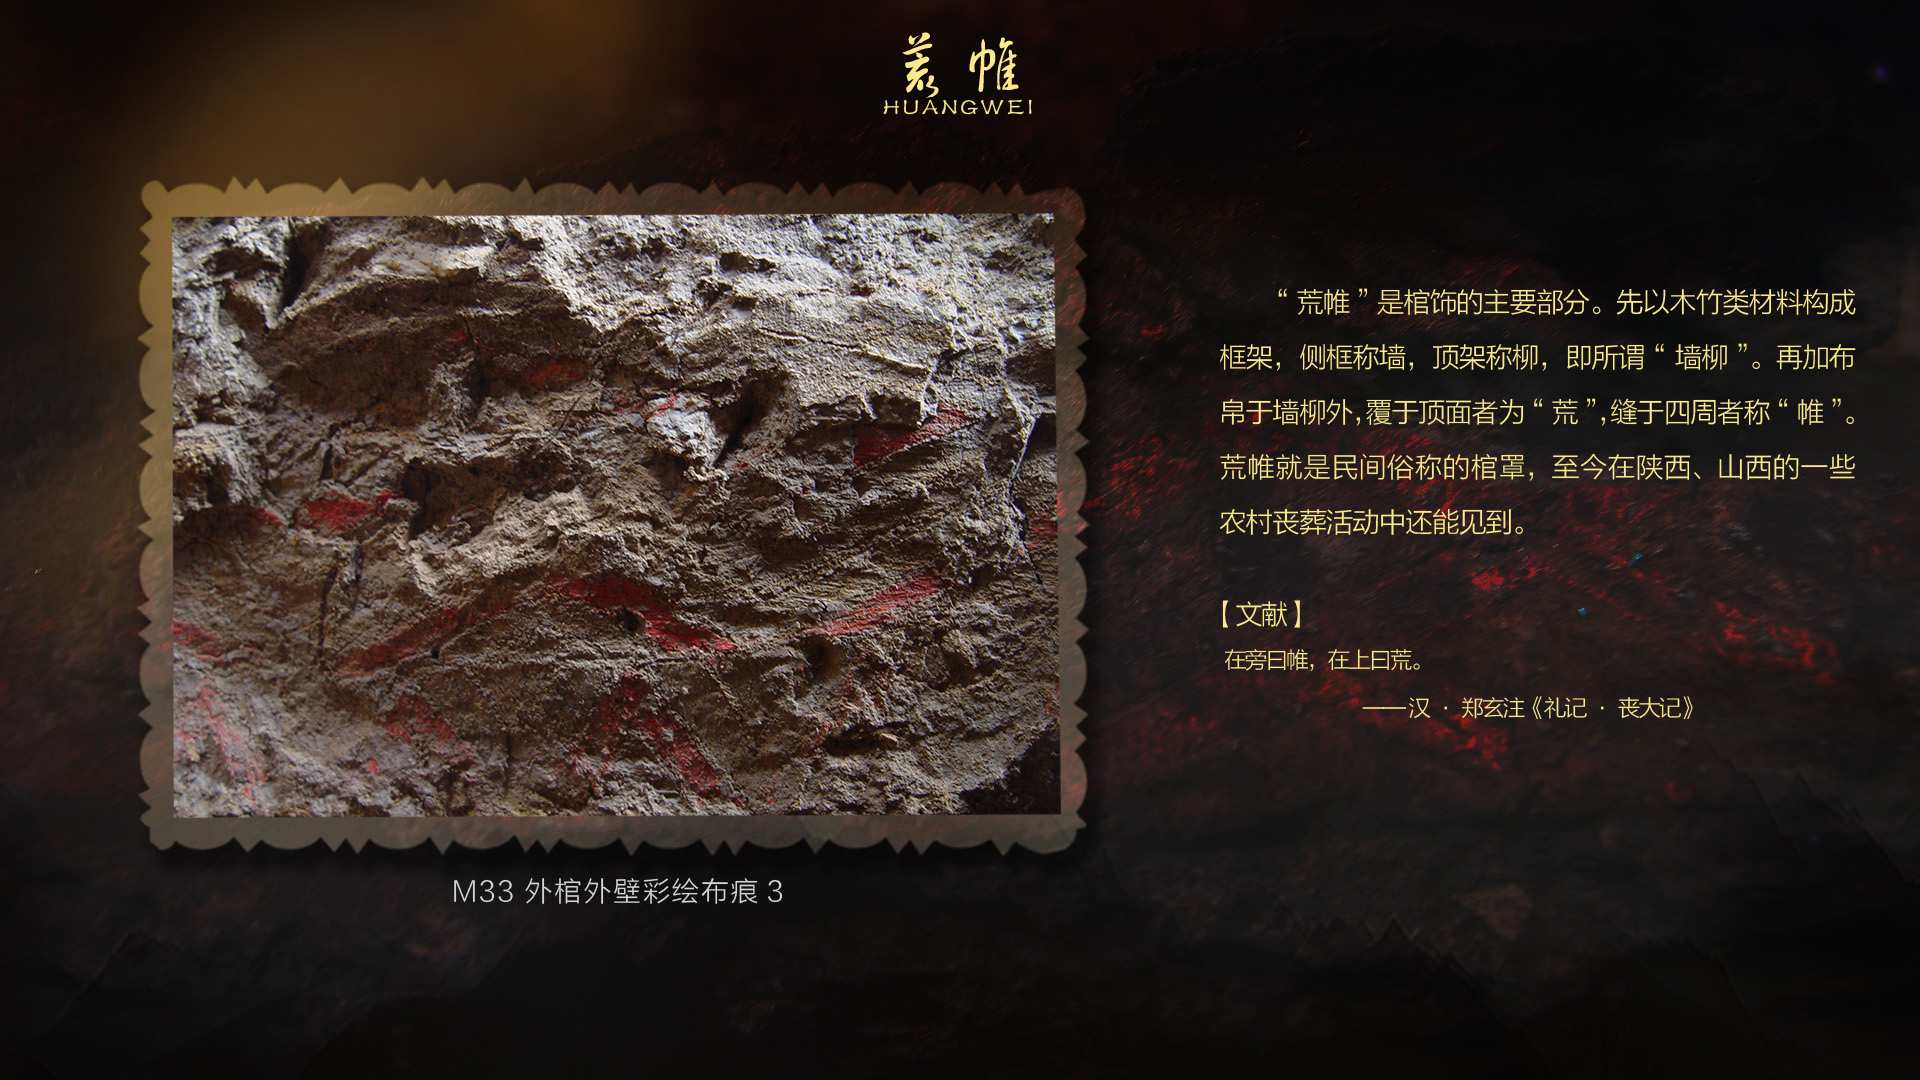 荒帷
HUANGWEI
“荒帷”是棺饰的主要部分。先以木竹类材料构成
框架，侧框称墙，顶架称柳，即所谓“墙柳”。再加布
帛于墙柳外，覆于顶面者为“荒”，缝于四周者称“帷”。
荒帷就是民间俗称的棺罩，至今在陕西、山西的一些
农村丧葬活动中还能见到。
【文献】
在旁曰帷，在上曰荒。
——汉·郑玄注《礼记·丧大记》
M33 外棺外壁彩绘布痕 3